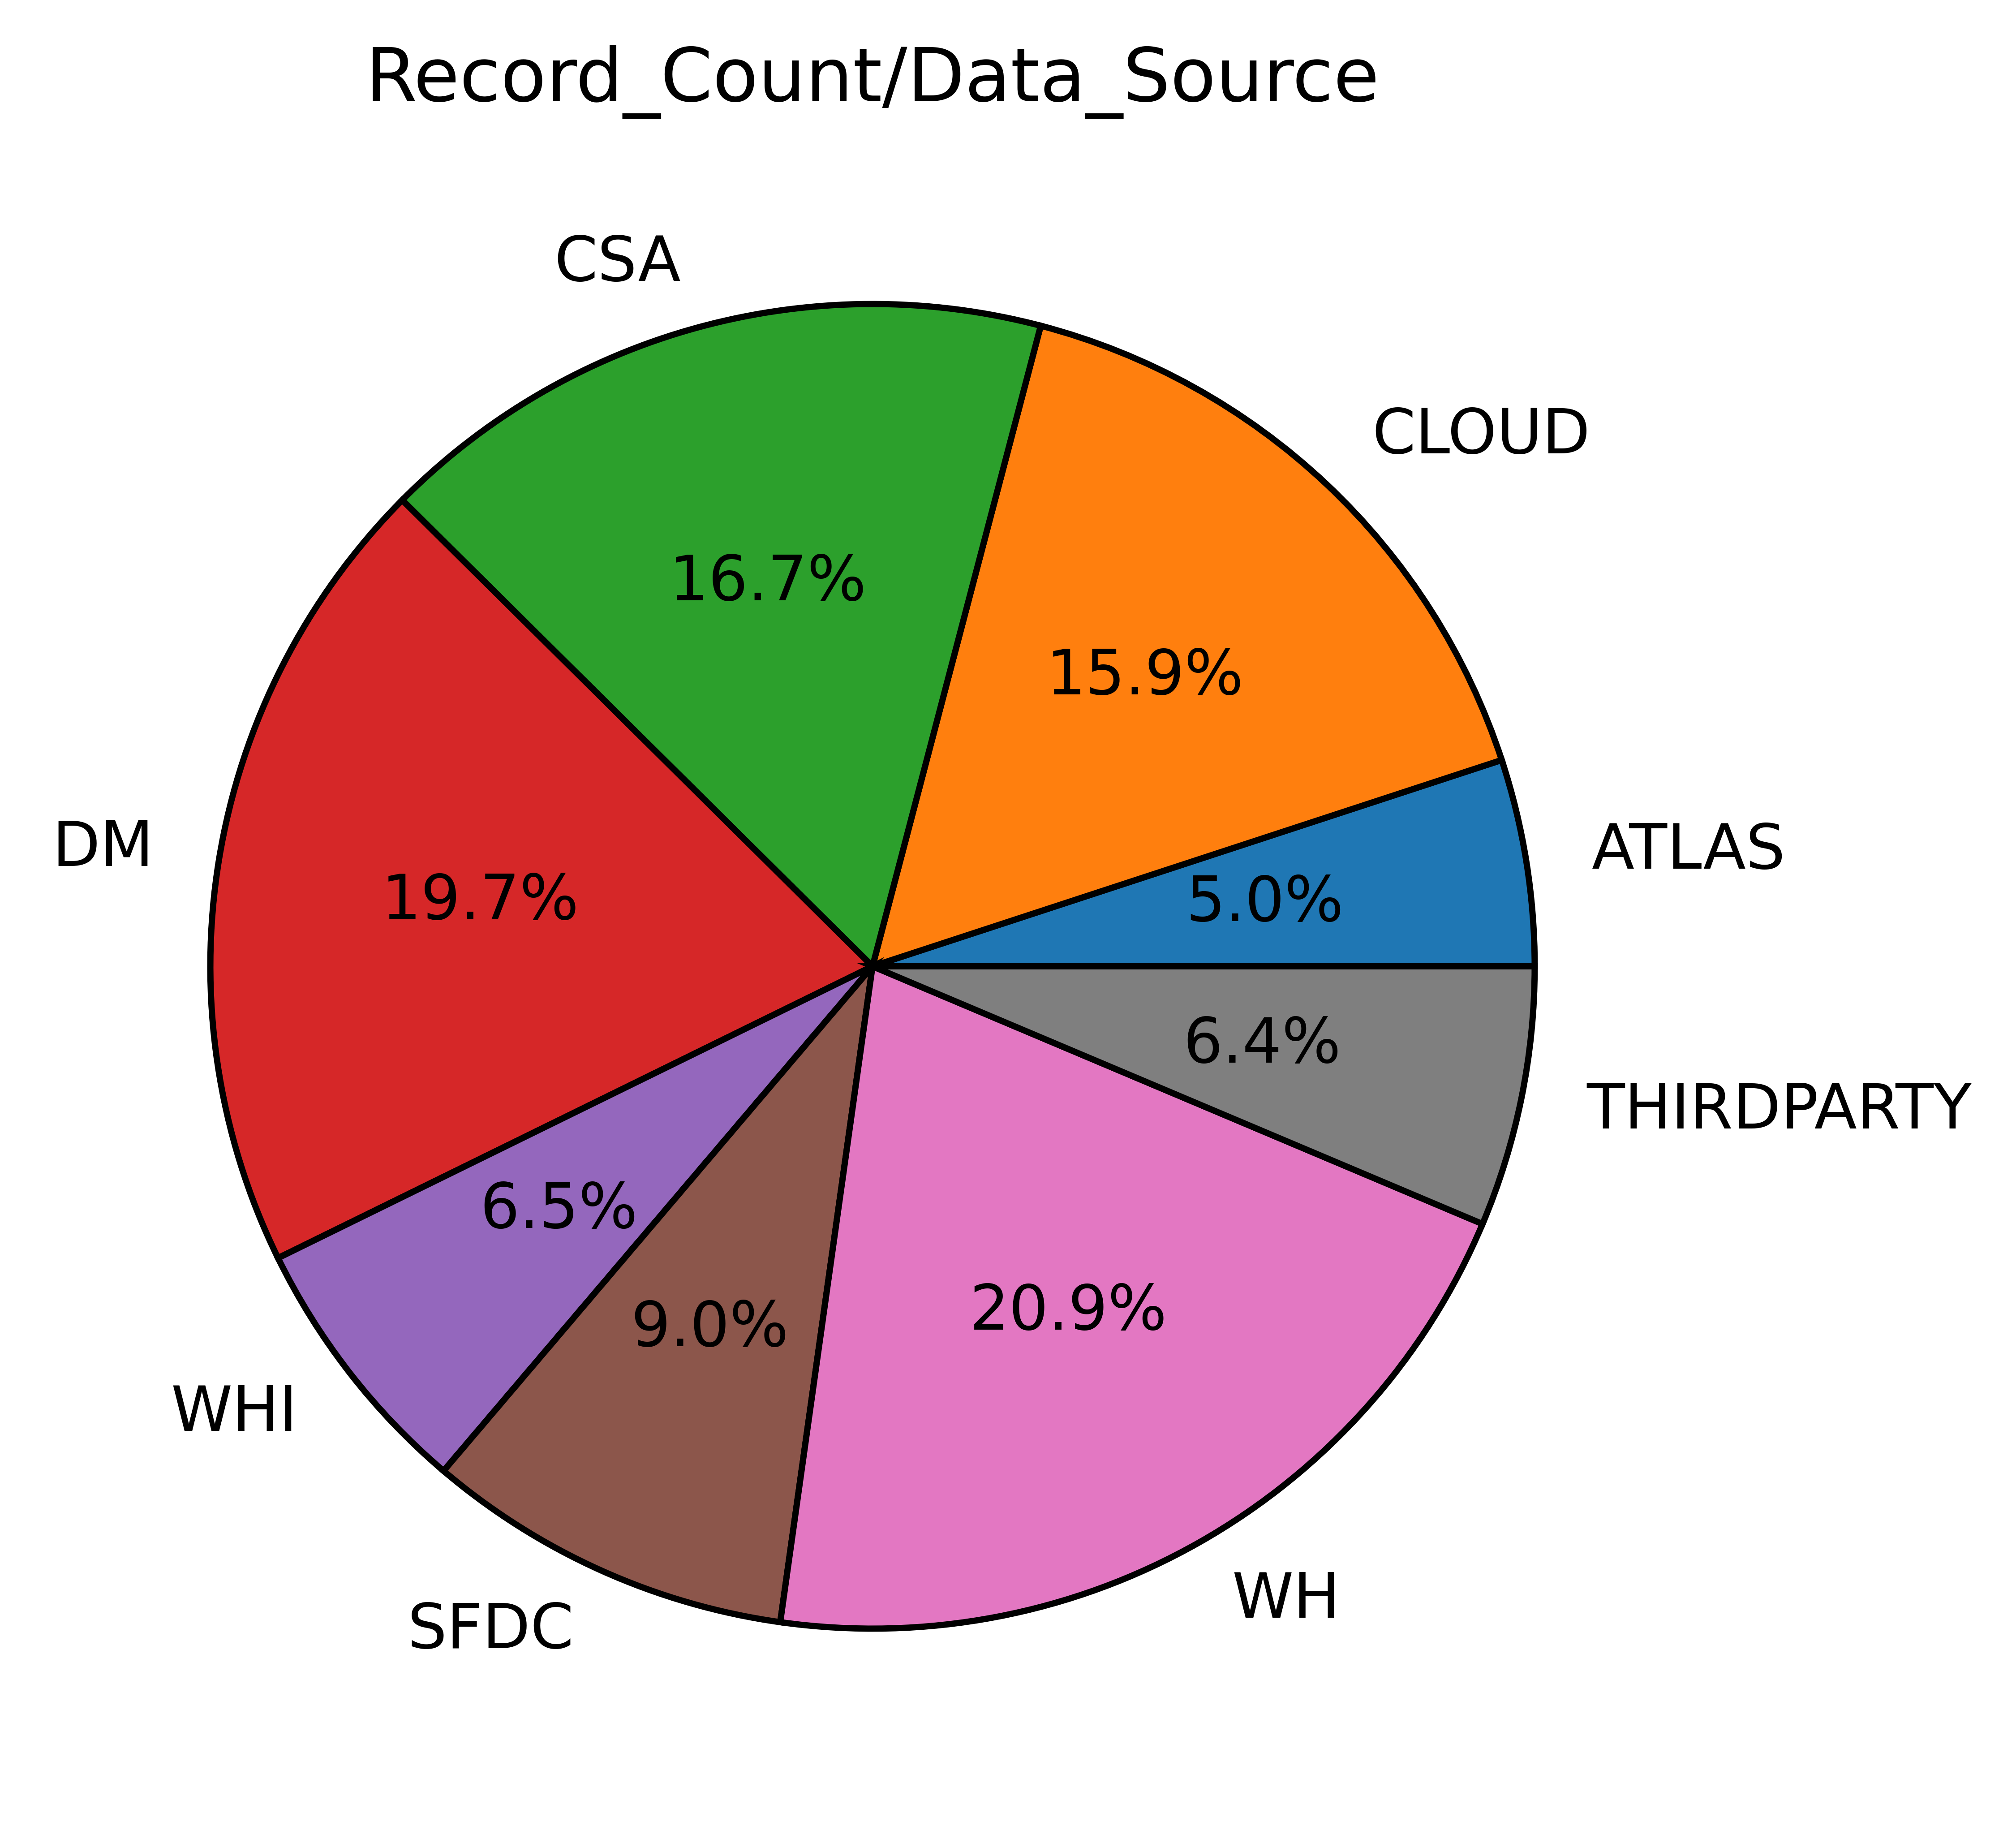 Record_Count/Data_Source
CSA
CLOUD
16.7%
15.9%
DM
ATLAS
19.7%
5.0%
6.4%
THIRDPARTY
6.5%
9.0%
20.9%
WHI
WH
SFDC